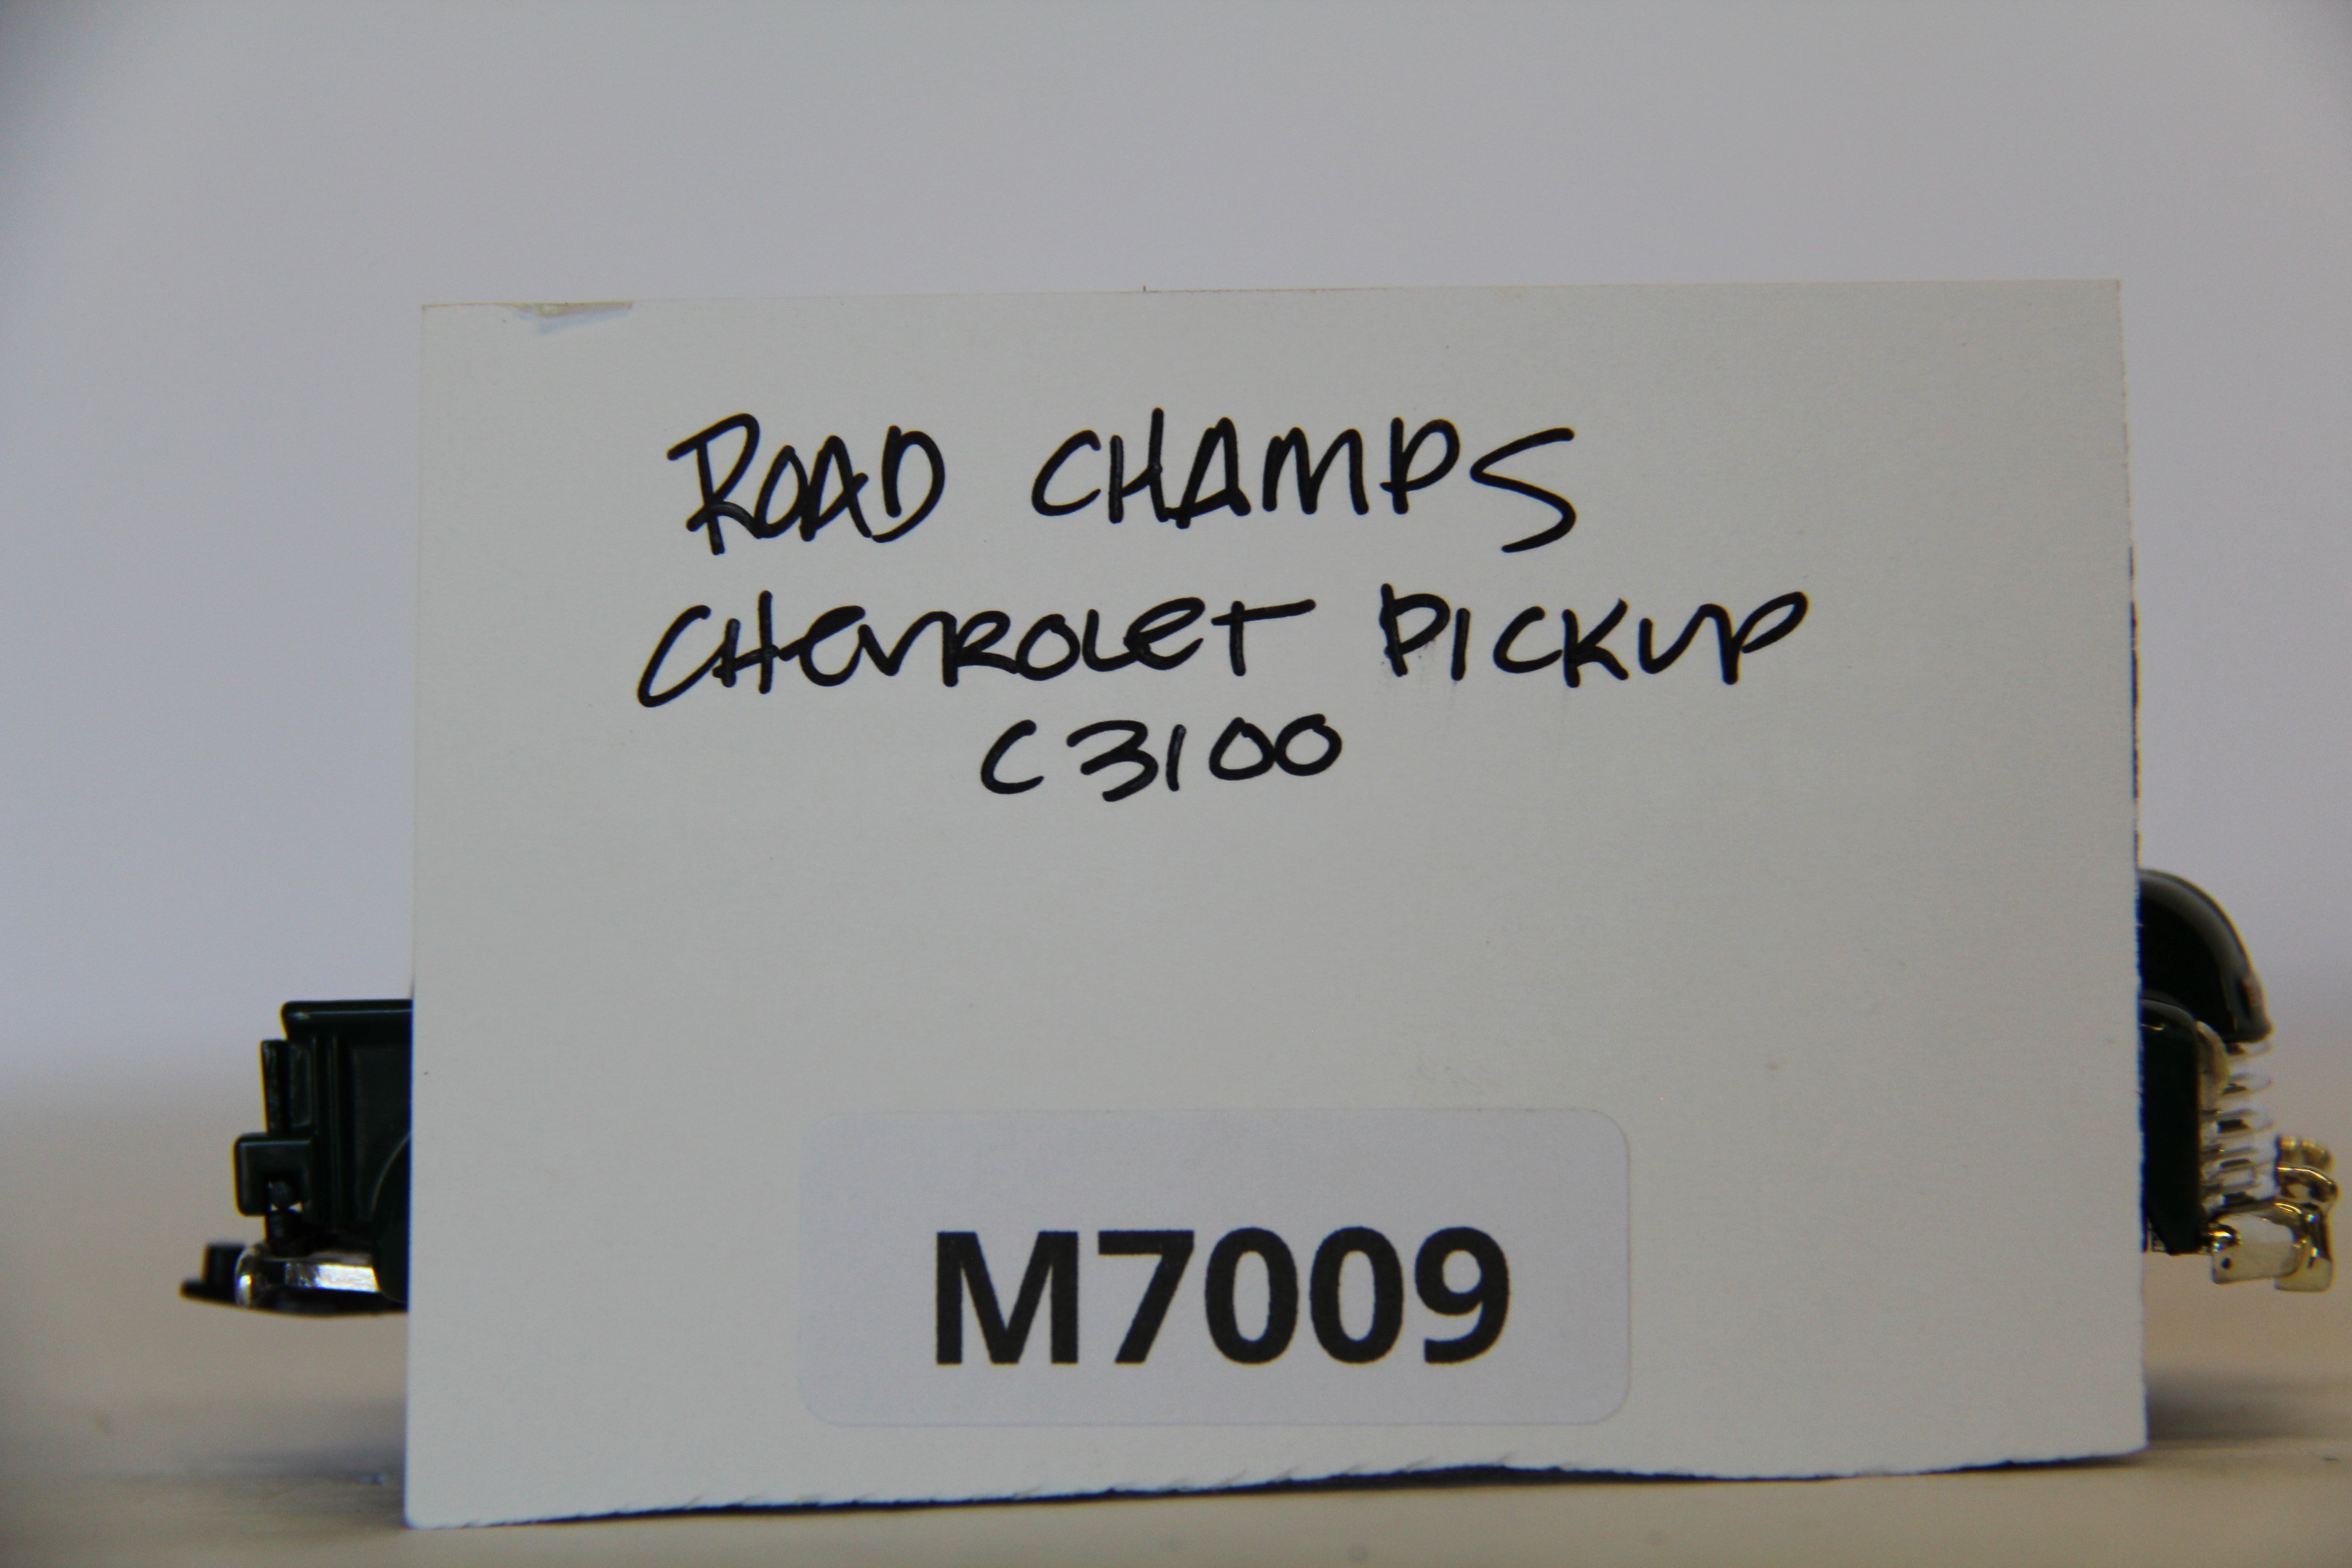 ROAD CHAMPS
CHEVROLET PICKUP
C3100
M7009